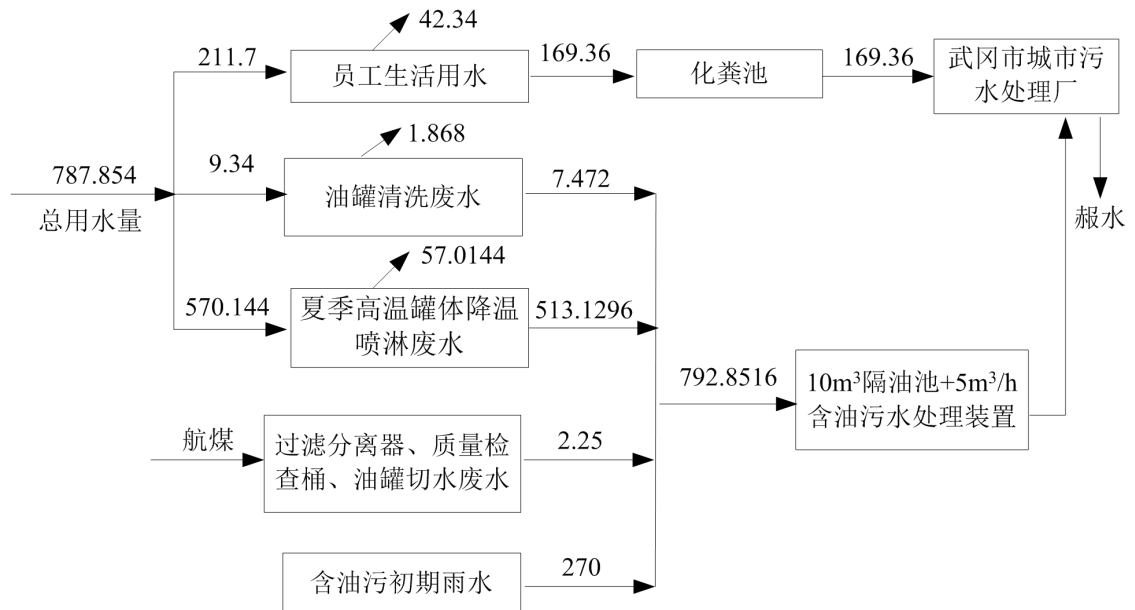 42.34
211.7
员工生活用水
169.36
化粪池
169.36
武冈市城市污
水处理厂
1.868
787.854
总用水量
9.34
油罐清洗废水
7.472
赧水
57.0144
570.144
夏季高温罐体降温
喷淋废水
513.1296
792.8516
10m³隔油池+5m³/h
含油污水处理装置
航煤
过滤分离器、质量检
查桶、油罐切水废水
2.25
含油污初期雨水
270